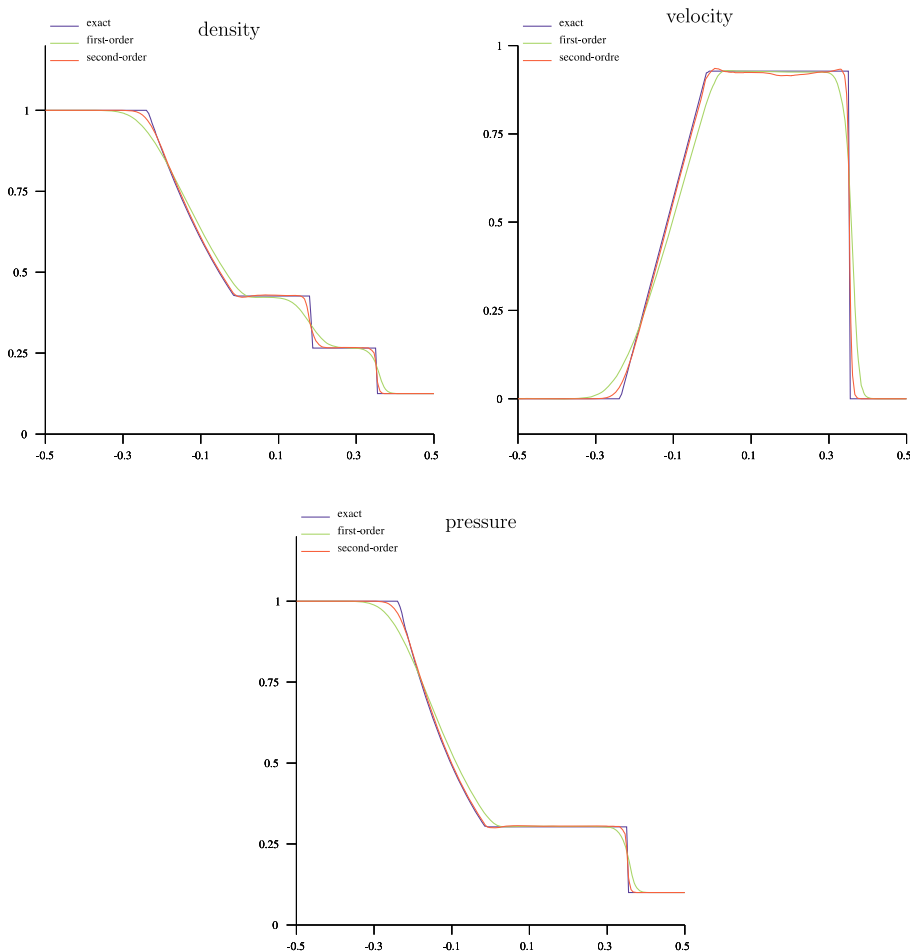 density
exact
first-order
second-order
1
0.75
0.5
0.25
0
-0.5
-0.3
-0.1
0.1
0.3
0.5
velocity
exact
first-order
second-ordre
1
0.75
0.5
0.25
0
-0.5
-0.3
-0.1
0.1
0.3
0.5
pressure
exact
first-order
second-order
1
0.75
0.5
0.25
0
-0.5
-0.3
-0.1
0.1
0.3
0.5